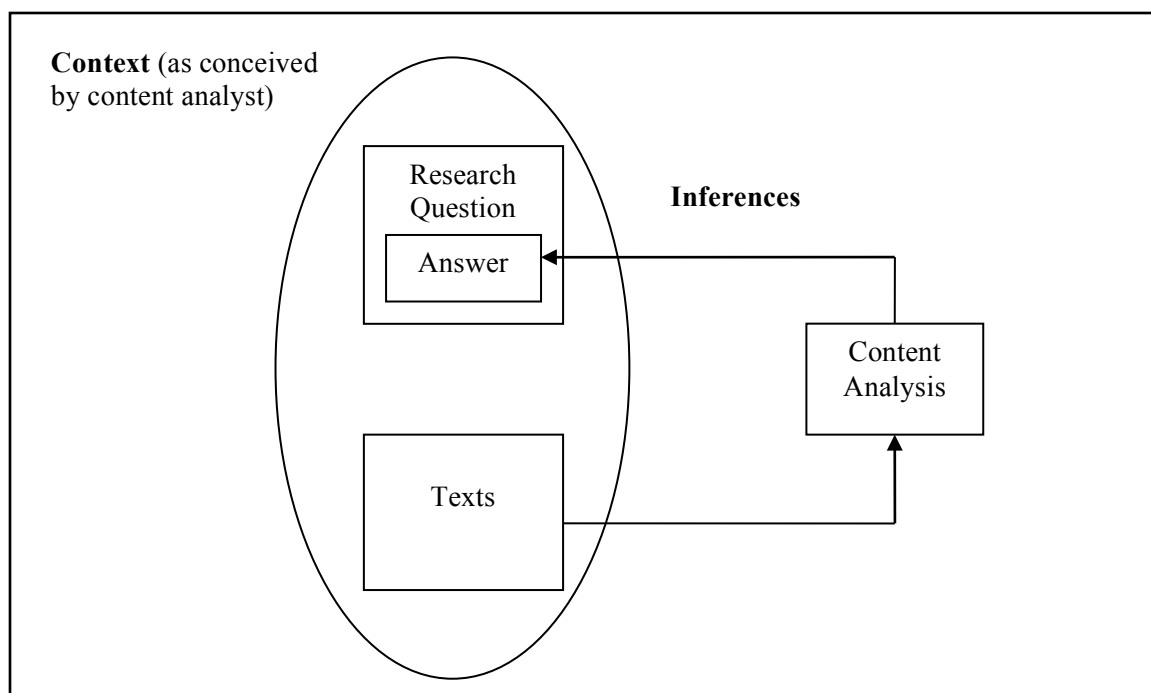 Context (as conceived
by content analyst)
Research
Question
Answer
Inferences
Content
Analysis
Texts